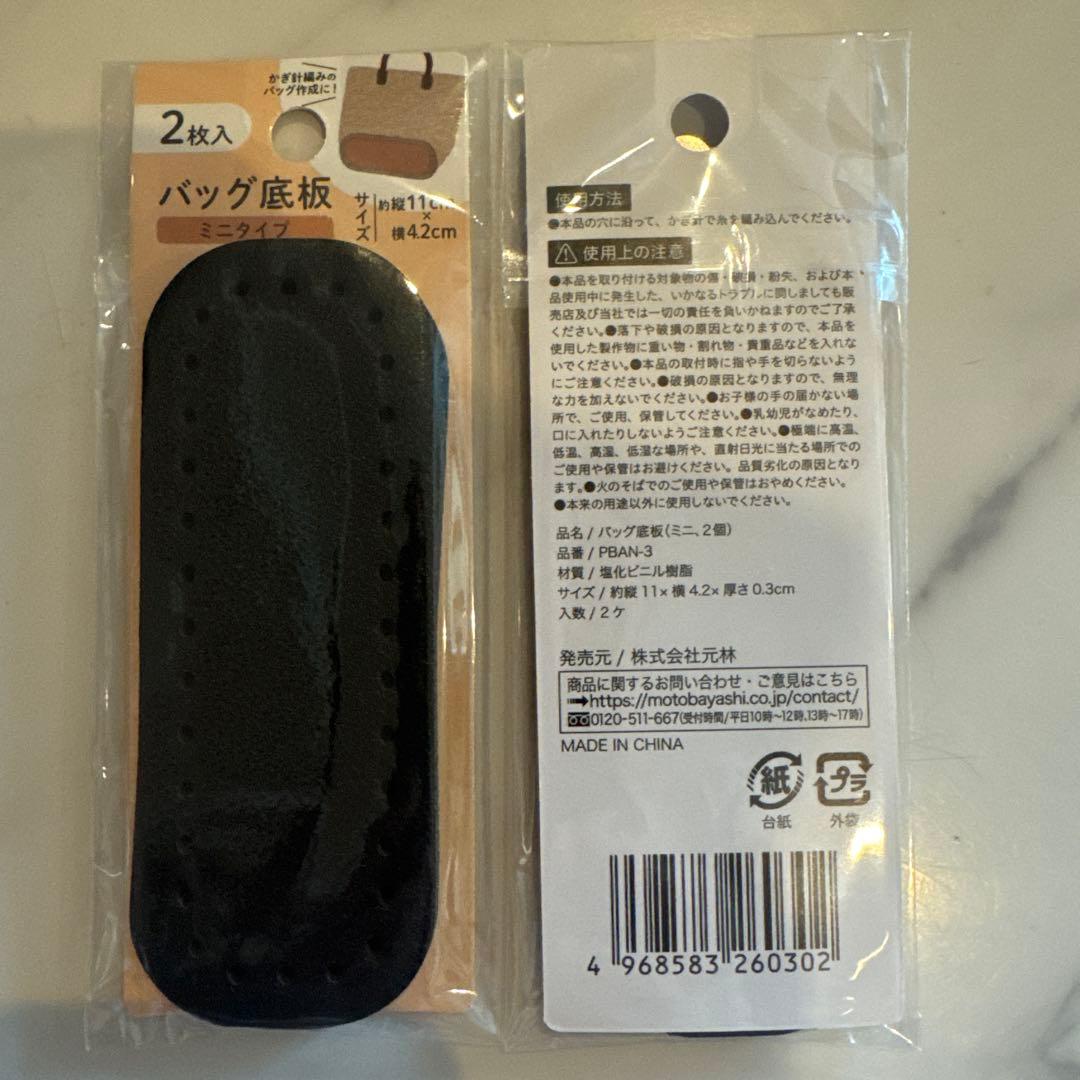 かぎ針編みの
バッグ作成に!
2枚入
バッグ底板
ミニタイプ
サイズ
約縦11cm
×
横4.2cm
使用方法
●本品の穴に沿って、かぎ針で糸を編み込んでください。
使用上の注意
●本品を取り付ける対象物の傷・破損・紛失、および本
品使用中に発生した、いかなるトラブルに関しましても販
売店及び当社では一切の責任を負いかねますのでご了承
ください。●落下や破損の原因となりますので、本品を
使用した製作物に重い物・割れ物・貴重品などを入れな
いでください。●本品の取付時に指や手を切らないよう
にご注意ください。●破損の原因となりますので、無理
な力を加えないでください。●お子様の手の届かない場
所で、ご使用、保管してください。●乳幼児がなめたり、
口に入れたりしないようご注意ください。●極端に高温、
低温、高湿、低湿な場所や、直射日光に当たる場所での
ご使用や保管はお避けください。品質劣化の原因となり
ます。●火のそばでのご使用や保管はおやめください。
●本来の用途以外に使用しないでください。
品名 / バッグ底板(ミニ、2個)
品番 / PBAN-3
材質 / 塩化ビニル樹脂
サイズ / 約縦11×横4.2×厚さ0.3cm
入数 / 2ケ
発売元 / 株式会社元林
商品に関するお問い合わせ・ご意見はこちら
➡https://motobayashi.co.jp/contact/
0120-511-667(受付時間/平日10時~12時、13時~17時)
MADE IN CHINA
紙
プラ
台紙
外袋
4 968583 260302